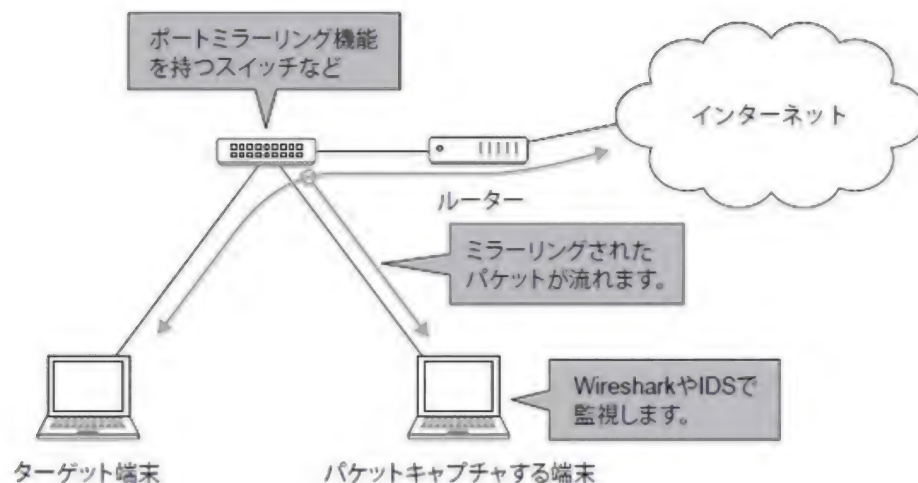 ポートミラーリング機能
を持つスイッチなど
インターネット
ルーター
ミラーリングされた
パケットが流れます。
WiresharkやIDSで
監視します。
ターゲット端末
パケットキャプチャする端末